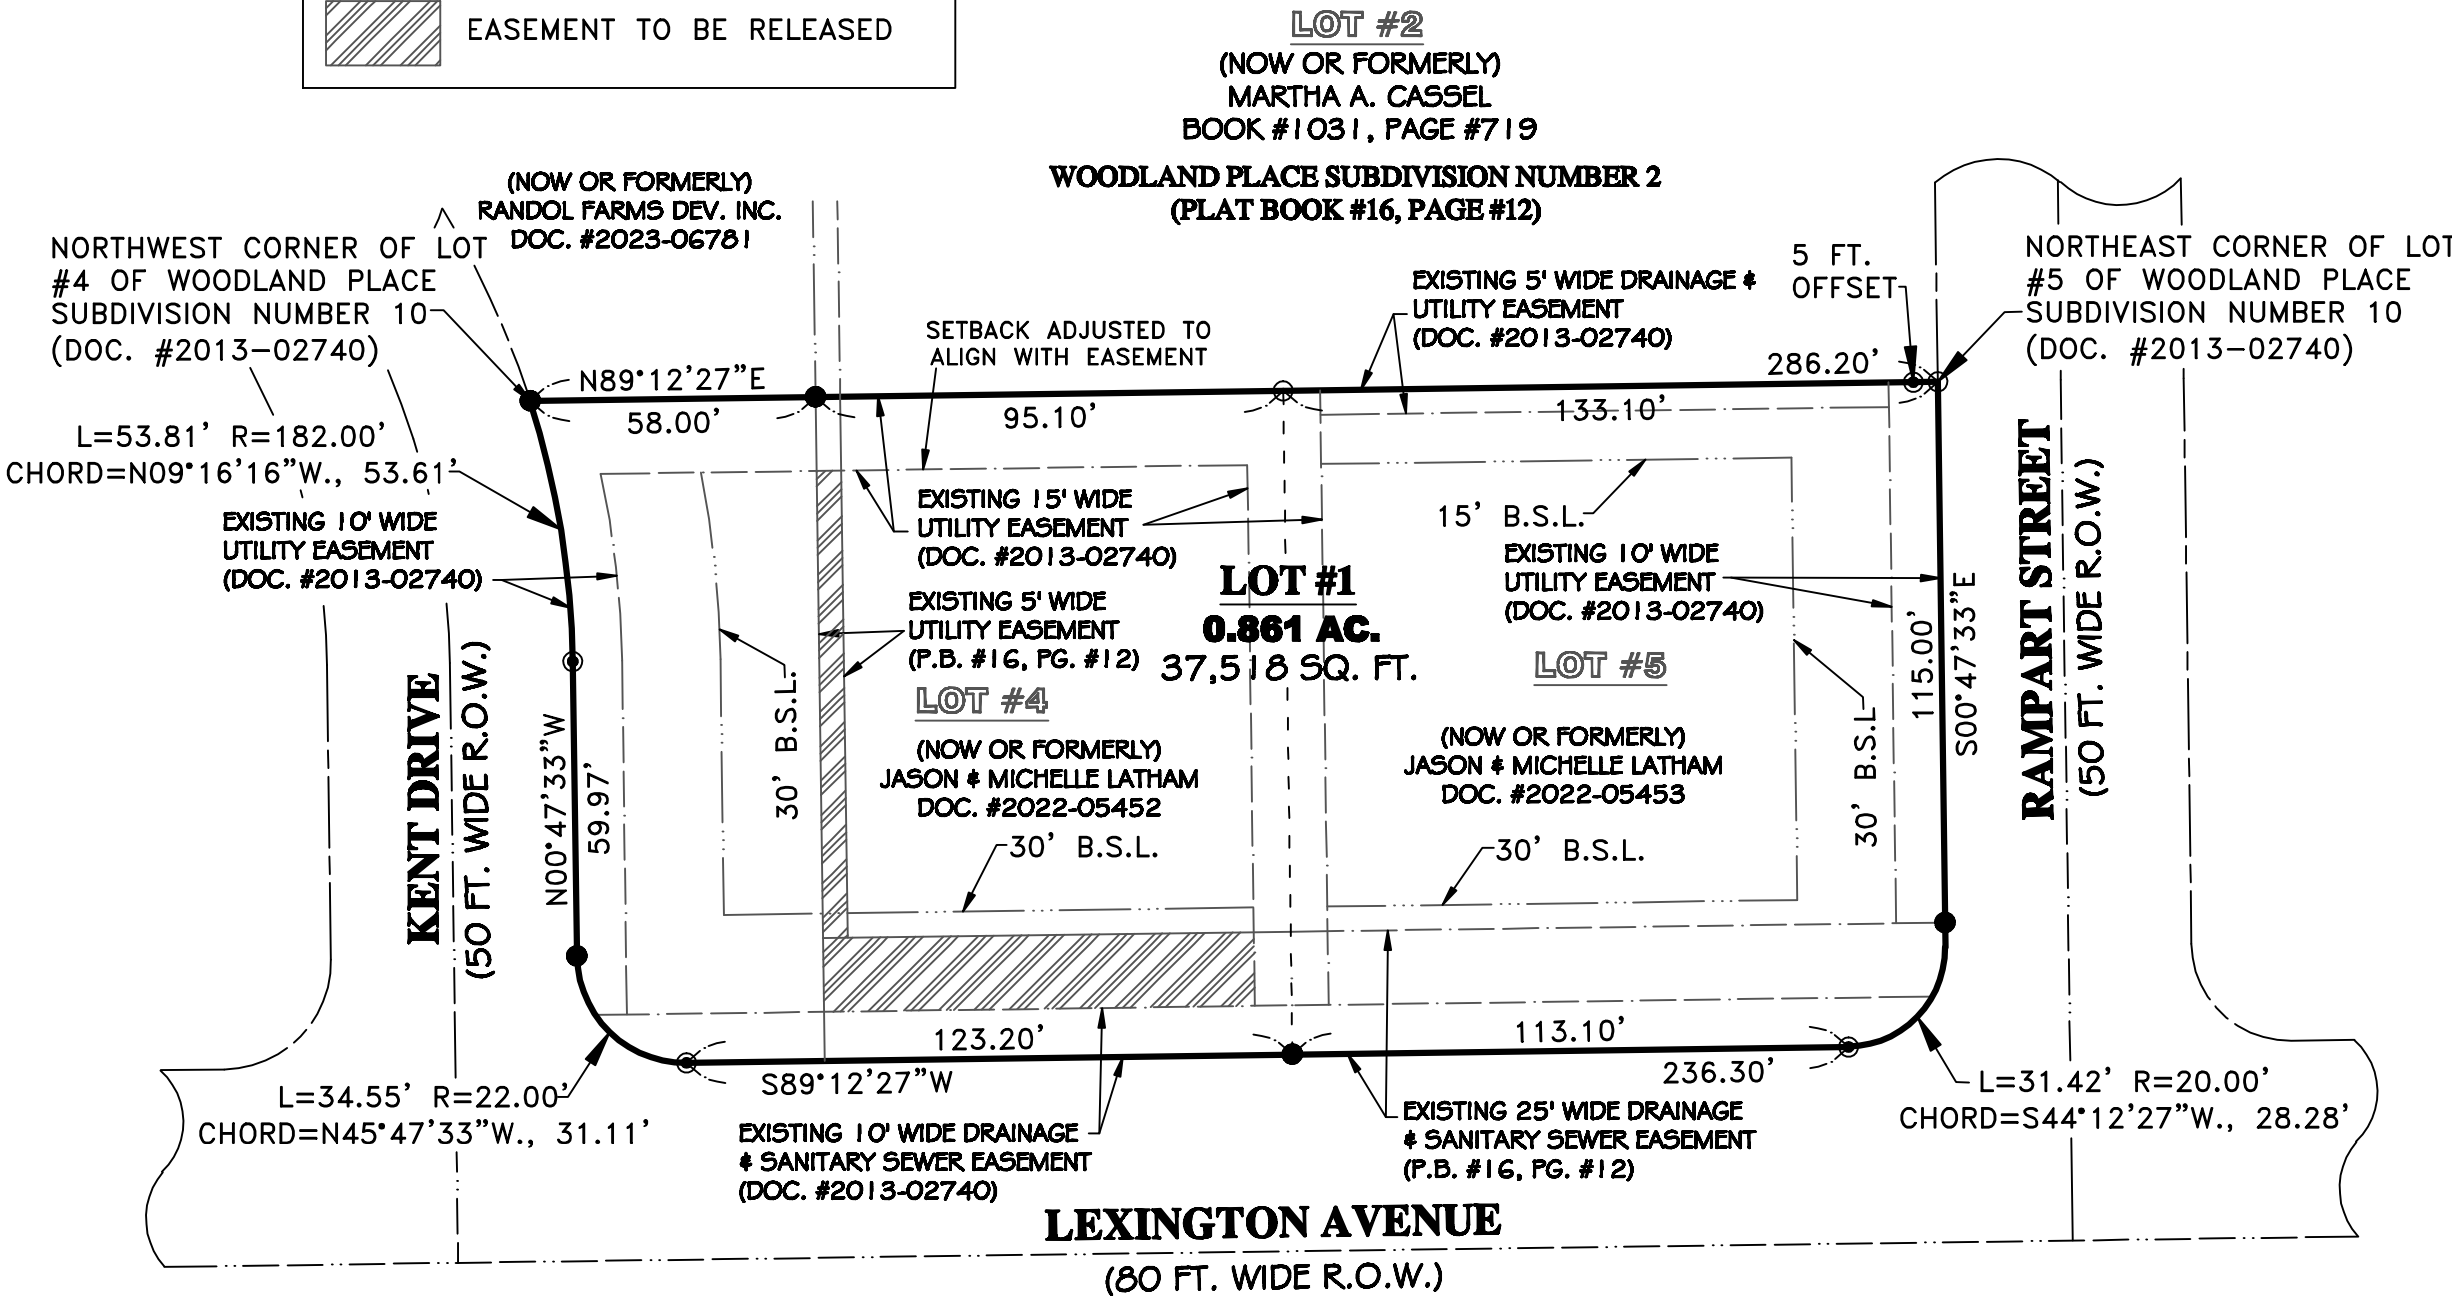 EASEMENT TO BE RELEASED
LOT #2
(NOW OR FORMERLY)
MARTHA A. CASSEL
BOOK #1031, PAGE #719
WOODLAND PLACE SUBDIVISION NUMBER 2
(PLAT BOOK #16, PAGE #12)
(NOW OR FORMERLY)
RANDOL FARMS DEV. INC.
DOC. #2023-06781
NORTHWEST CORNER OF LOT
#4 OF WOODLAND PLACE
SUBDIVISION NUMBER 10
(DOC. #2013-02740)
5 FT.
OFFSET
NORTHEAST CORNER OF LOT
#5 OF WOODLAND PLACE
SUBDIVISION NUMBER 10
(DOC. #2013-02740)
EXISTING 5' WIDE DRAINAGE &
UTILITY EASEMENT
(DOC. #2013-02740)
SETBACK ADJUSTED TO
ALIGN WITH EASEMENT
286.20'
N89°12'27"E
58.00'
95.10'
133.10'
L=53.81' R=182.00'
CHORD=N09°16'16"W., 53.61'
EXISTING 10' WIDE
UTILITY EASEMENT
(DOC. #2013-02740)
EXISTING 15' WIDE
UTILITY EASEMENT
(DOC. #2013-02740)
15' B.S.L.
EXISTING 10' WIDE
UTILITY EASEMENT
(DOC. #2013-02740)
LOT #1
0.861 AC.
37,518 SQ. FT.
EXISTING 5' WIDE
UTILITY EASEMENT
(P.B. #16, PG. #12)
LOT #4
(NOW OR FORMERLY)
JASON & MICHELLE LATHAM
DOC. #2022-05452
30' B.S.L.
LOT #5
(NOW OR FORMERLY)
JASON & MICHELLE LATHAM
DOC. #2022-05453
30' B.S.L.
30' B.S.L.
30' B.S.L
115.00'
S00°47'33"E
RAMPART STREET
(50 FT. WIDE R.O.W.)
KENT DRIVE
(50 FT. WIDE R.O.W.)
N00°47'33"W
59.97'
123.20'
113.10'
S89°12'27"W
236.30'
L=34.55' R=22.00'
CHORD=N45°47'33"W., 31.11'
L=31.42' R=20.00'
CHORD=S44°12'27"W., 28.28'
EXISTING 10' WIDE DRAINAGE
& SANITARY SEWER EASEMENT
(DOC. #2013-02740)
EXISTING 25' WIDE DRAINAGE
& SANITARY SEWER EASEMENT
(P.B. #16, PG. #12)
LEXINGTON AVENUE
(80 FT. WIDE R.O.W.)